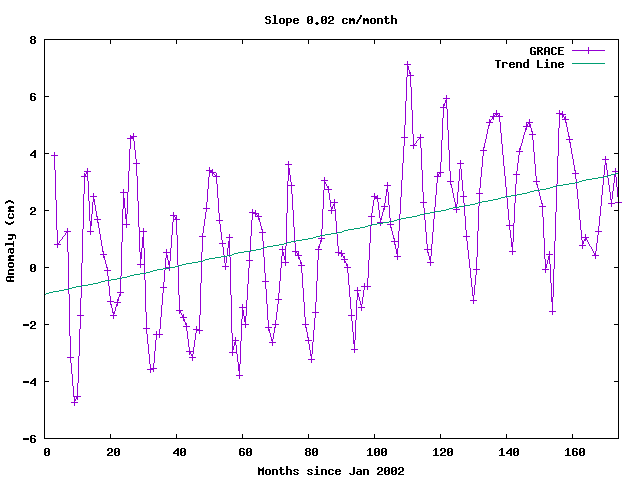 Slope 0.02 cm/month
GRACE
Trend Line
8
6
4
2
0
-2
-4
-6
Anomaly (cm)
0 20 40 60 80 100 120 140 160
Months since Jan 2002